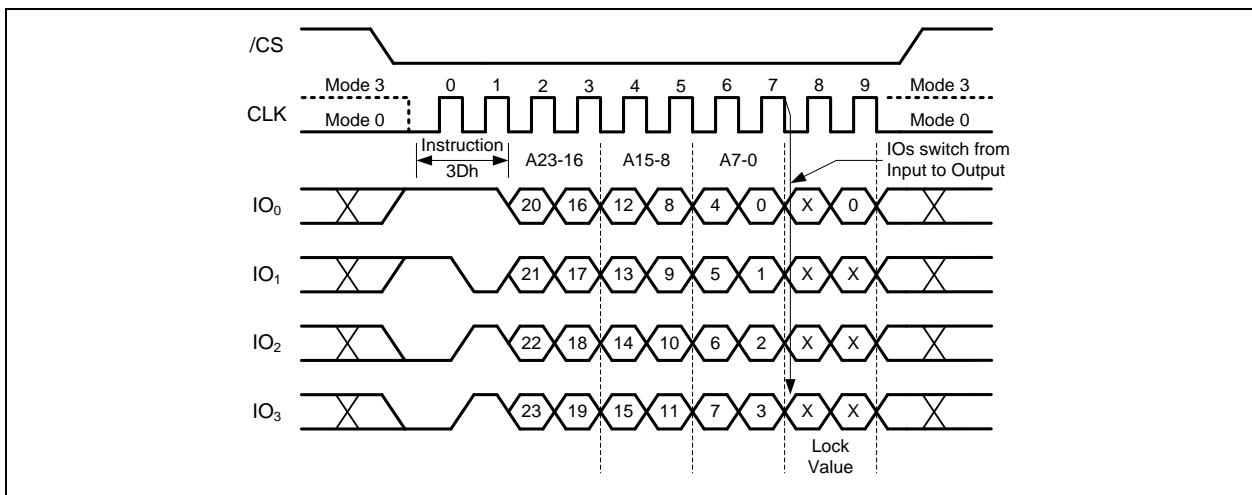 /CS
Mode 3 0 1 2 3 4 5 6 7 8 9 Mode 3
CLK
Mode 0 Mode 0
Instruction A23-16 A15-8 A7-0 IOs switch from
3Dh Input to Output
IO0 20 16 12 8 4 0 X 0
IO1 21 17 13 9 5 1 X X
IO2 22 18 14 10 6 2 X X
IO3 23 19 15 11 7 3 X X
Lock
Value